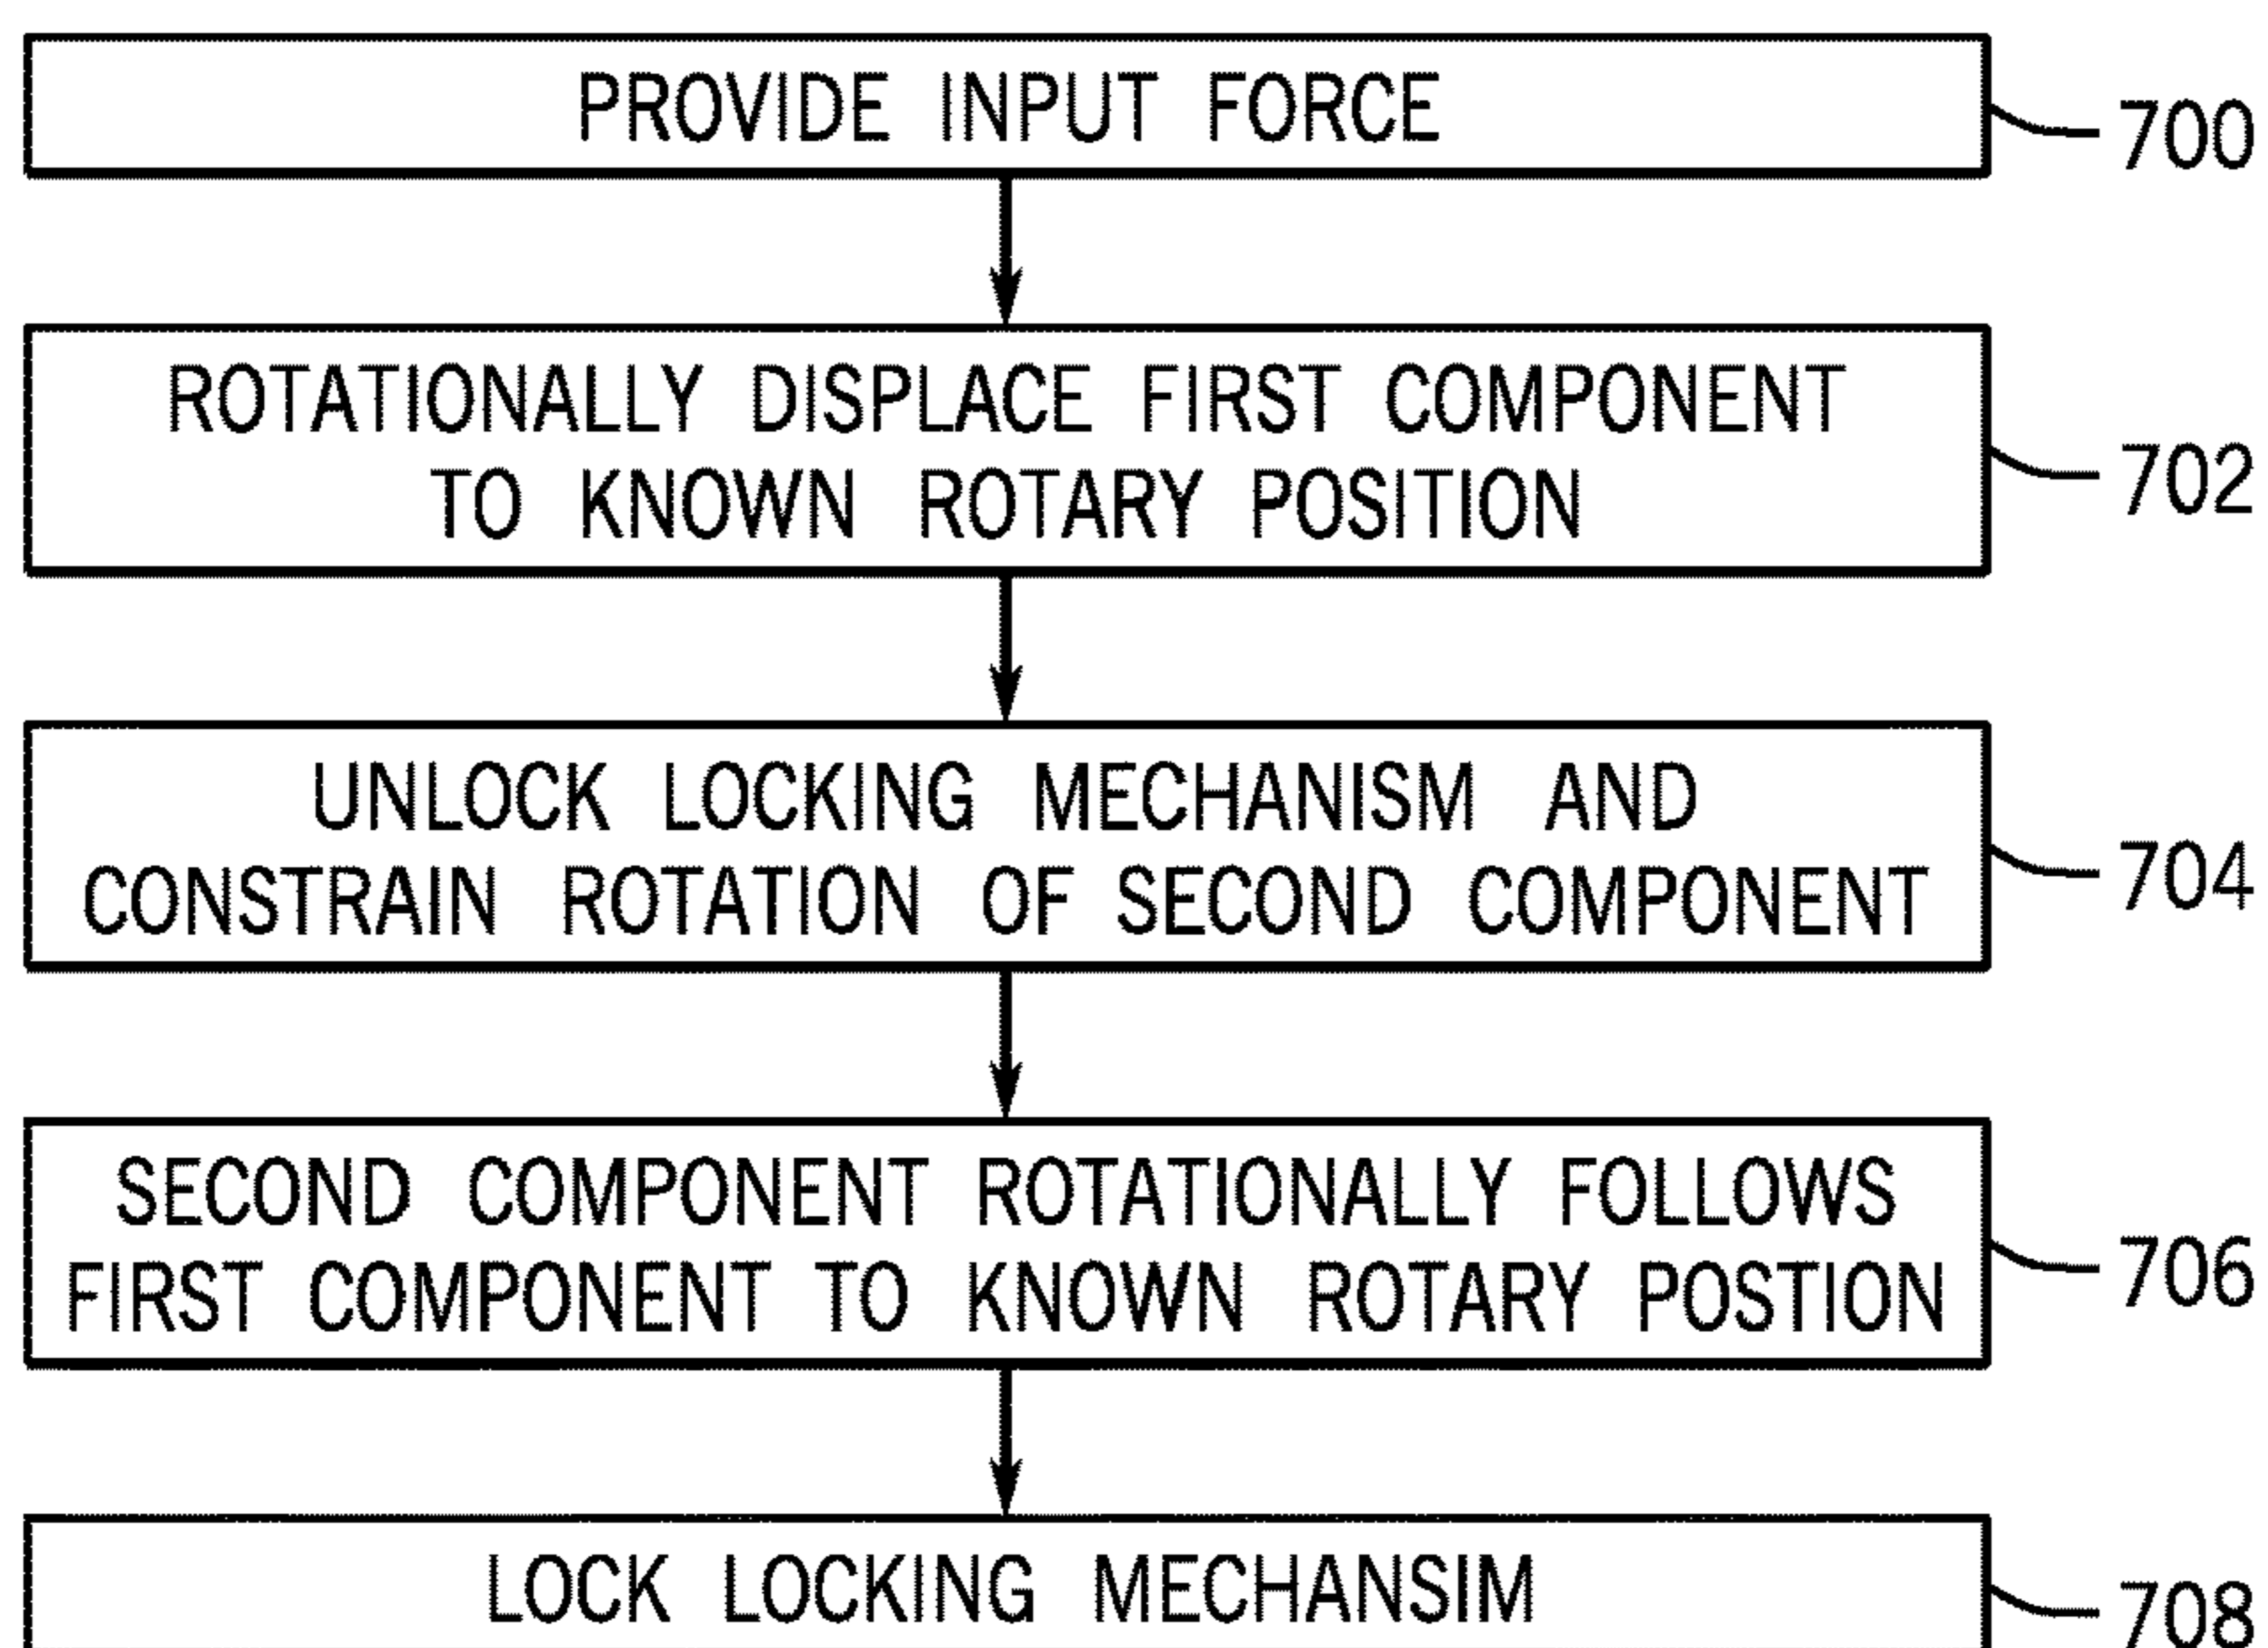 PROVIDE INPUT FORCE
700
ROTATIONALLY DISPLACE FIRST COMPONENT
TO KNOWN ROTARY POSITION
702
UNLOCK LOCKING MECHANISM AND
CONSTRAIN ROTATION OF SECOND COMPONENT
704
SECOND COMPONENT ROTATIONALLY FOLLOWS
FIRST COMPONENT TO KNOWN ROTARY POSTION
706
LOCK LOCKING MECHANSIM
708